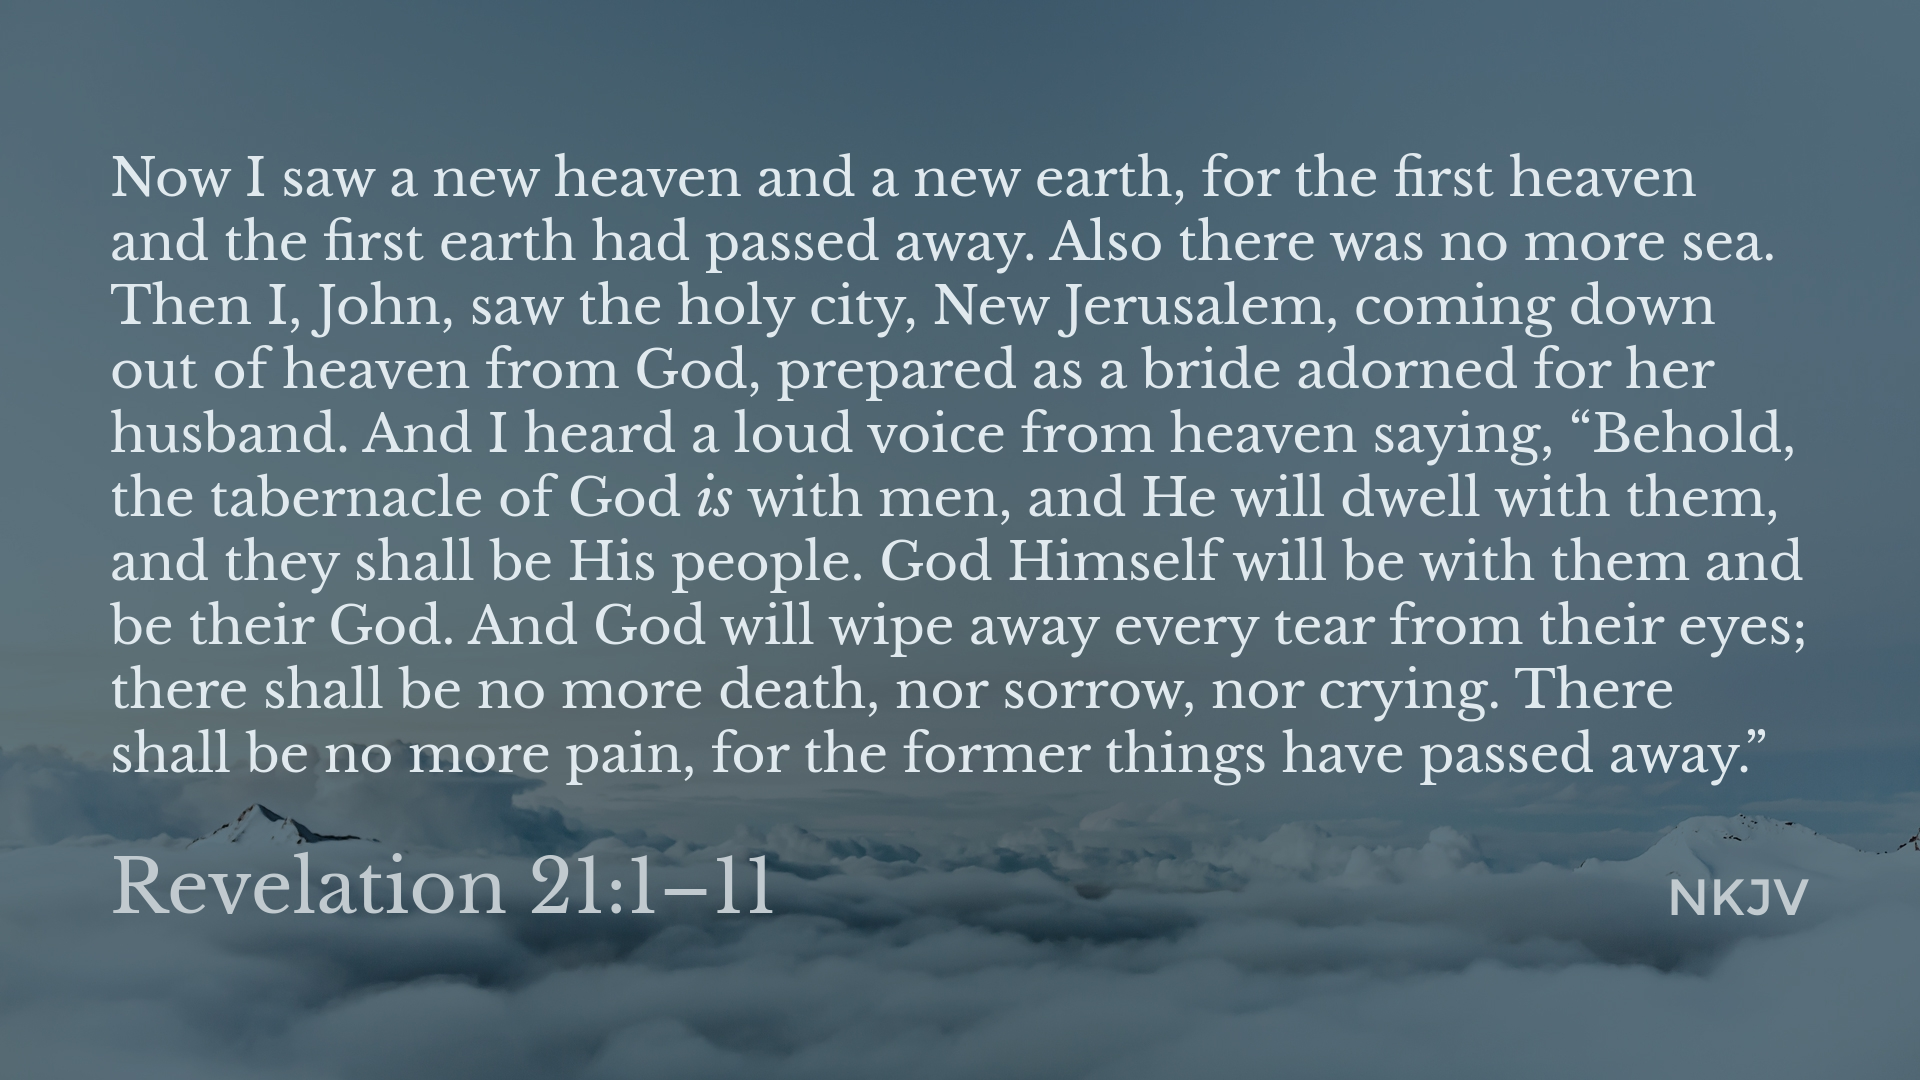 Now I saw a new heaven and a new earth, for the first heaven
and the first earth had passed away. Also there was no more sea.
Then I, John, saw the holy city, New Jerusalem, coming down
out of heaven from God, prepared as a bride adorned for her
husband. And I heard a loud voice from heaven saying, “Behold,
the tabernacle of God is with men, and He will dwell with them,
and they shall be His people. God Himself will be with them and
be their God. And God will wipe away every tear from their eyes;
there shall be no more death, nor sorrow, nor crying. There
shall be no more pain, for the former things have passed away.”
Revelation 21:1–11
NKJV